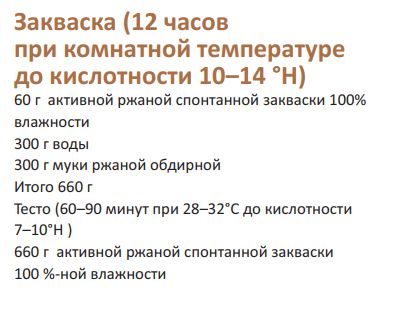 Закваска (12 часов
при комнатной температуре
до кислотности 10–14 °Н)
60 г активной ржаной спонтанной закваски 100%
влажности
300 г воды
300 г муки ржаной обдирной
Итого 660 г
Тесто (60–90 минут при 28–32°С до кислотности
7–10°Н )
660 г активной ржаной спонтанной закваски
100 %-ной влажности